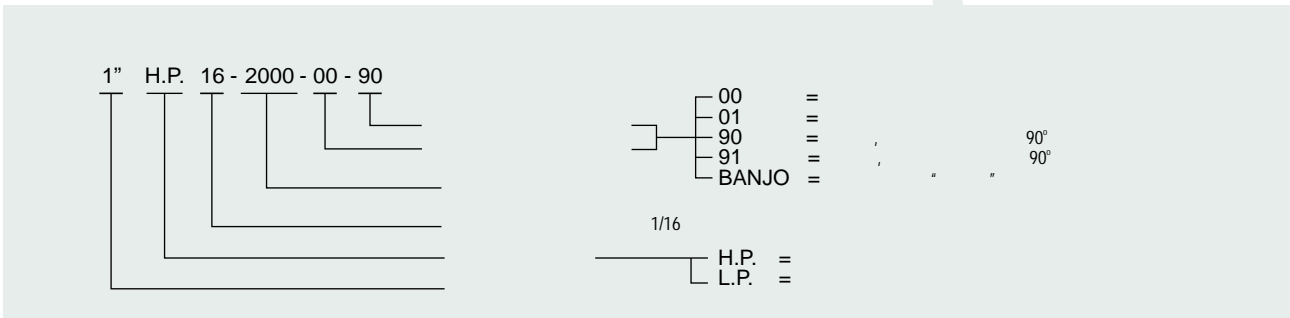 1” H.P. 16 - 2000 - 00 - 90
00 =
01 =
90 = , 90°
91 = , 90°
BANJO = “ ”
1/16
H.P. =
L.P. =